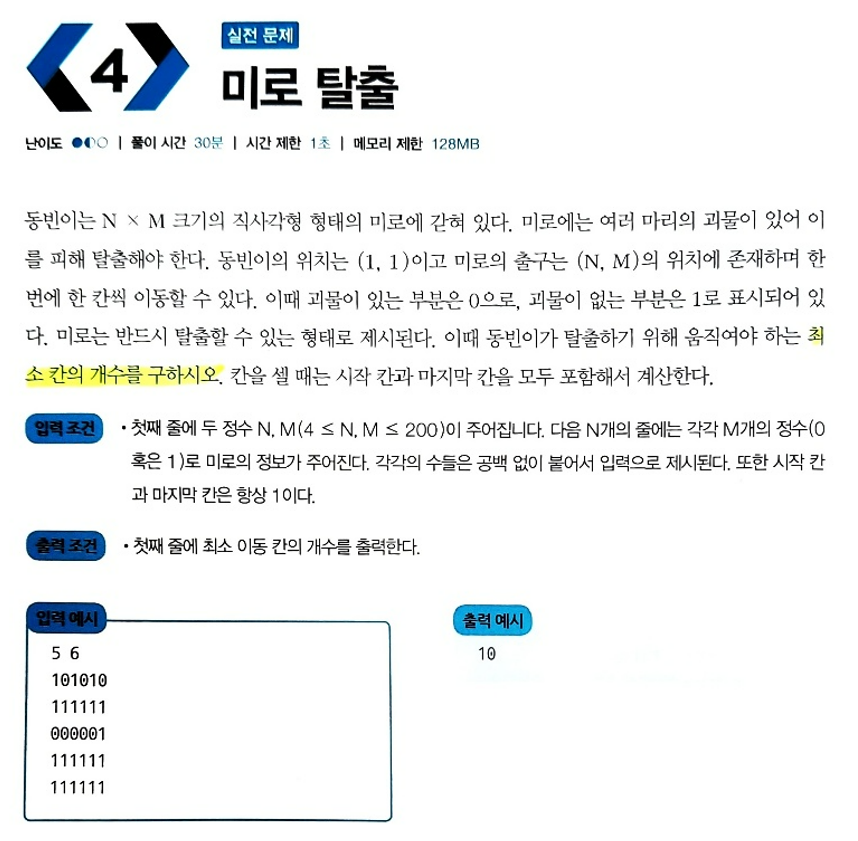 4
실전 문제
미로 탈출
난이도 | 풀이 시간 30분 | 시간 제한 1초 | 메모리 제한 128MB
동빈이는 N × M 크기의 직사각형 형태의 미로에 갇혀 있다. 미로에는 여러 마리의 괴물이 있어 이
를 피해 탈출해야 한다. 동빈이의 위치는 (1, 1)이고 미로의 출구는 (N, M)의 위치에 존재하며 한
번에 한 칸씩 이동할 수 있다. 이때 괴물이 있는 부분은 0으로, 괴물이 없는 부분은 1로 표시되어 있
다. 미로는 반드시 탈출할 수 있는 형태로 제시된다. 이때 동빈이가 탈출하기 위해 움직여야 하는 최
소 칸의 개수를 구하시오. 칸을 셀 때는 시작 칸과 마지막 칸을 모두 포함해서 계산한다.
입력 조건
• 첫째 줄에 두 정수 N, M(4 ≤ N, M ≤ 200)이 주어집니다. 다음 N개의 줄에는 각각 M개의 정수(0
혹은 1)로 미로의 정보가 주어진다. 각각의 수들은 공백 없이 붙어서 입력으로 제시된다. 또한 시작 칸
과 마지막 칸은 항상 1이다.
출력 조건
• 첫째 줄에 최소 이동 칸의 개수를 출력한다.
입력 예시
5 6
101010
111111
000001
111111
111111
출력 예시
10